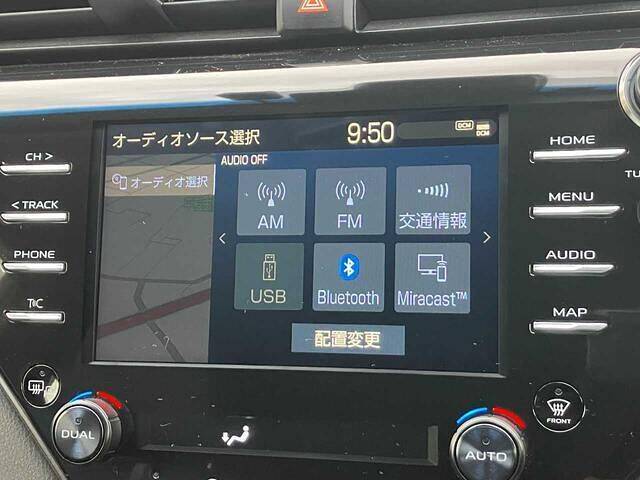 オーディオソース選択
9:50
DCM
DCM
AUDIO OFF
オーディオ選択
AM
FM
交通情報
USB
Bluetooth
Miracast™
配置変更
CH >
< TRACK
PHONE
T/C
HOME
MENU
AUDIO
MAP
TU
DUAL
AUTO
FRONT